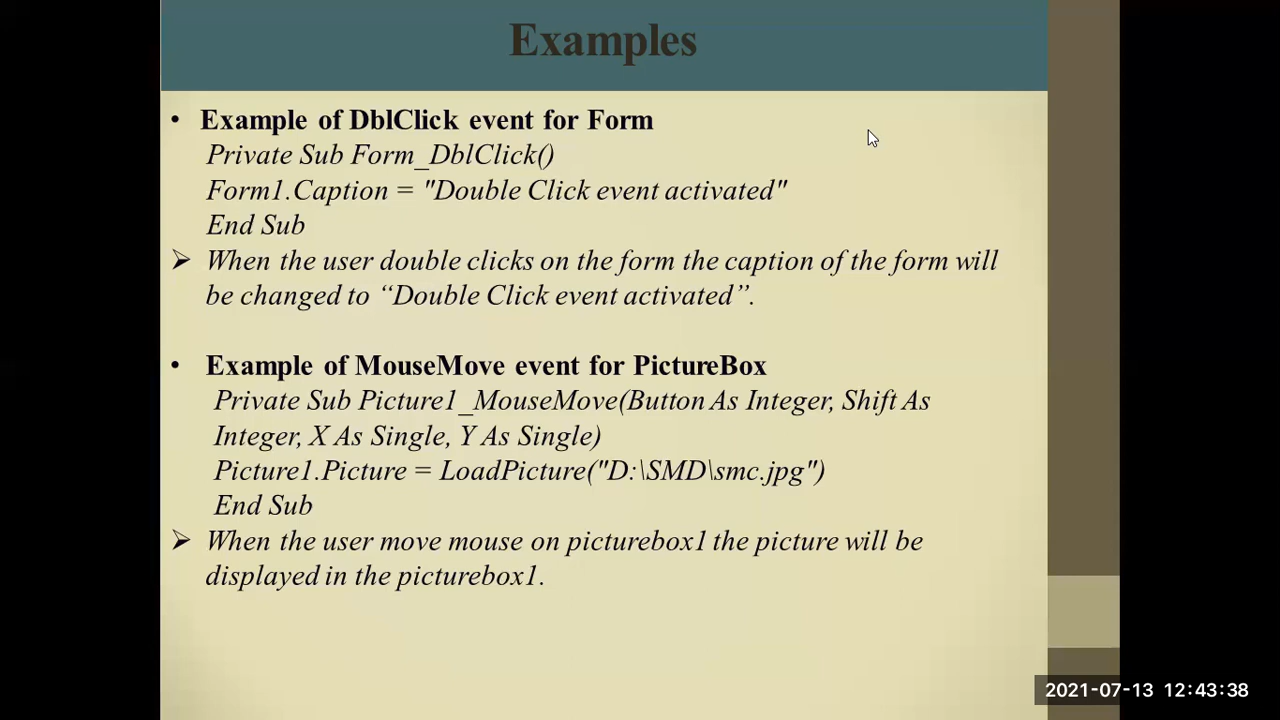 Examples
• Example of DblClick event for Form
Private Sub Form_DblClick()
Form1.Caption = "Double Click event activated"
End Sub
➢ When the user double clicks on the form the caption of the form will
be changed to “Double Click event activated”.
• Example of MouseMove event for PictureBox
Private Sub Picture1_MouseMove(Button As Integer, Shift As
Integer, X As Single, Y As Single)
Picture1.Picture = LoadPicture("D:\SMD\smc.jpg")
End Sub
➢ When the user move mouse on picturebox1 the picture will be
displayed in the picturebox1.
2021-07-13 12:43:38